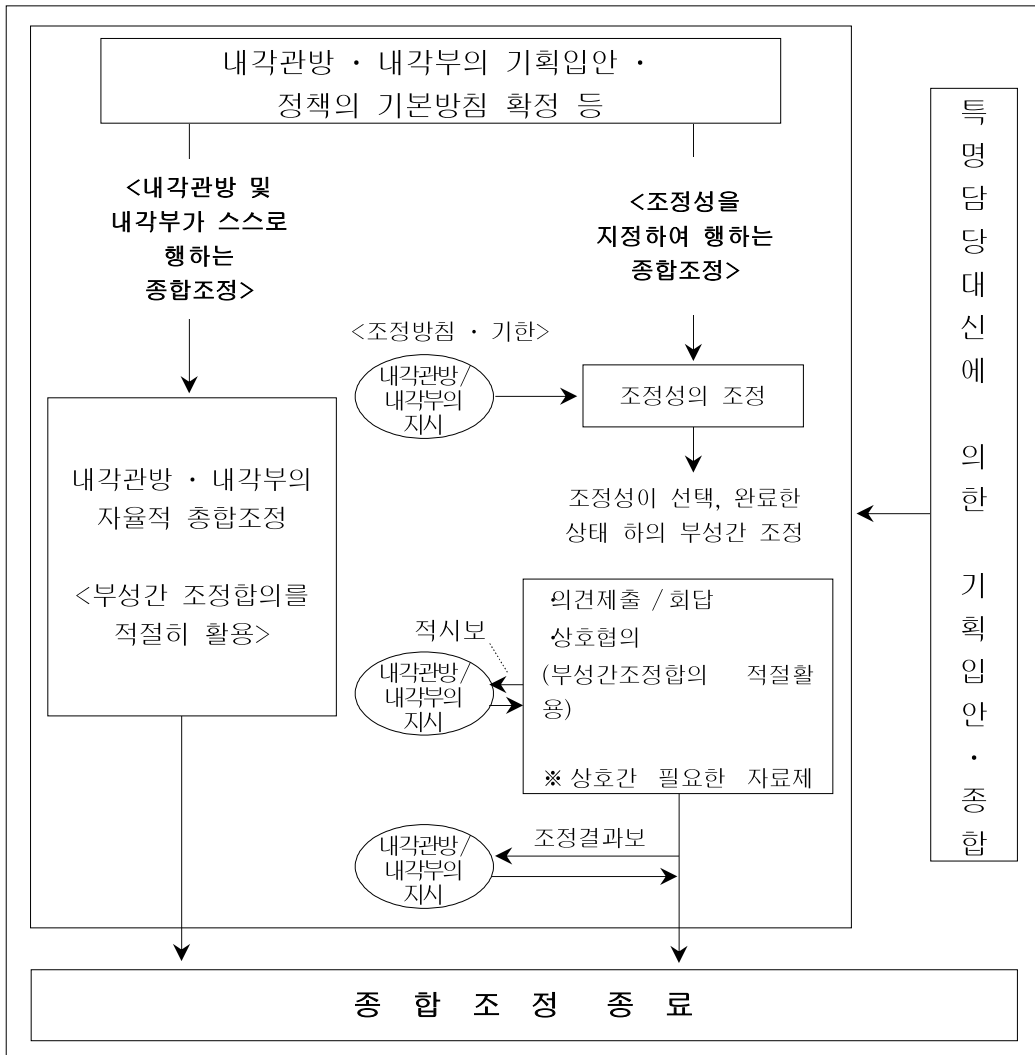 내각관방 · 내각부의 기획입안 ·
정책의 기본방침 확정 등
<내각관방 및
내각부가 스스로
행하는
종합조정>
<조정성을
지정하여 행하는
종합조정>
<조정방침 · 기한>
내각관방/
내각부의
지시
조정성의 조정
내각관방 · 내각부의
자율적 총합조정
<부성간 조정합의를
적절히 활용>
조정성이 선택, 완료한
상태 하의 부성간 조정
적시보
내각관방/
내각부의
지시
·의견제출 / 회답
·상호협의
(부성간조정합의 적절활
용)
※ 상호간 필요한 자료제
조정결과보
내각관방/
내각부의
지시
특명담당대신에 의한 기획입안·종합
종 합 조 정 종 료